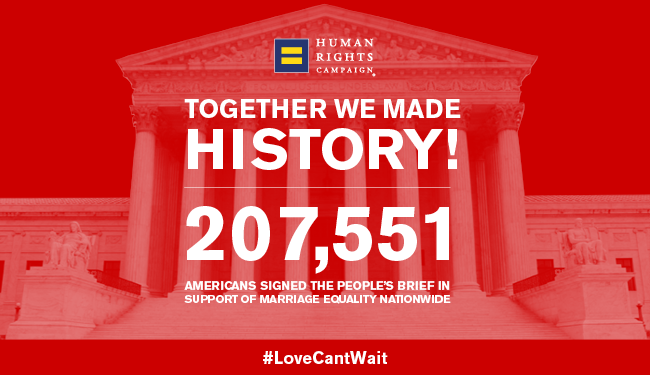 HUMAN
RIGHTS
CAMPAIGN®
TOGETHER WE MADE
HISTORY!
207,551
AMERICANS SIGNED THE PEOPLE'S BRIEF IN
SUPPORT OF MARRIAGE EQUALITY NATIONWIDE
#LoveCantWait